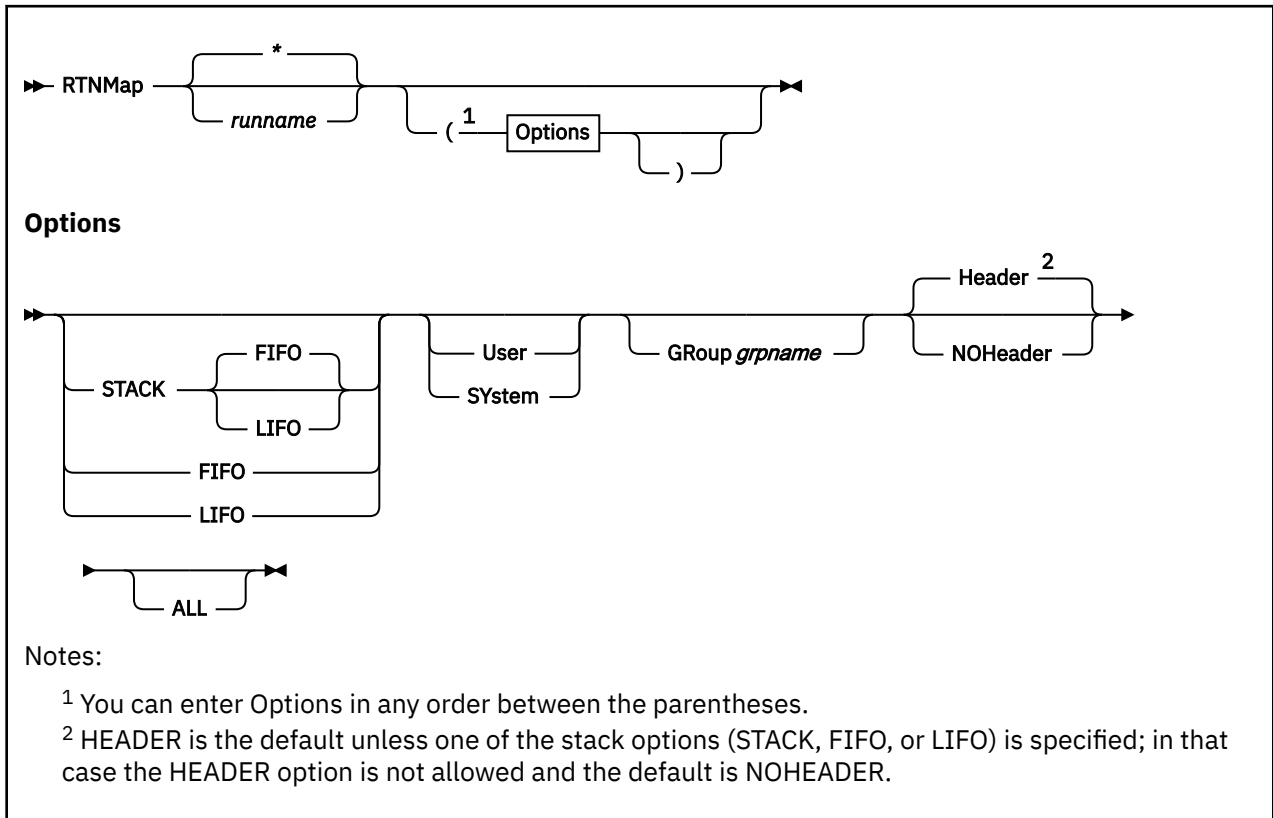 *
RTNMap
runname
( 1 Options
)
Options
Header 2
FIFO
User
GRoup grpname
NOHeader
STACK
SYstem
LIFO
FIFO
LIFO
ALL
Notes:
1 You can enter Options in any order between the parentheses.
2 HEADER is the default unless one of the stack options (STACK, FIFO, or LIFO) is specified; in that
case the HEADER option is not allowed and the default is NOHEADER.